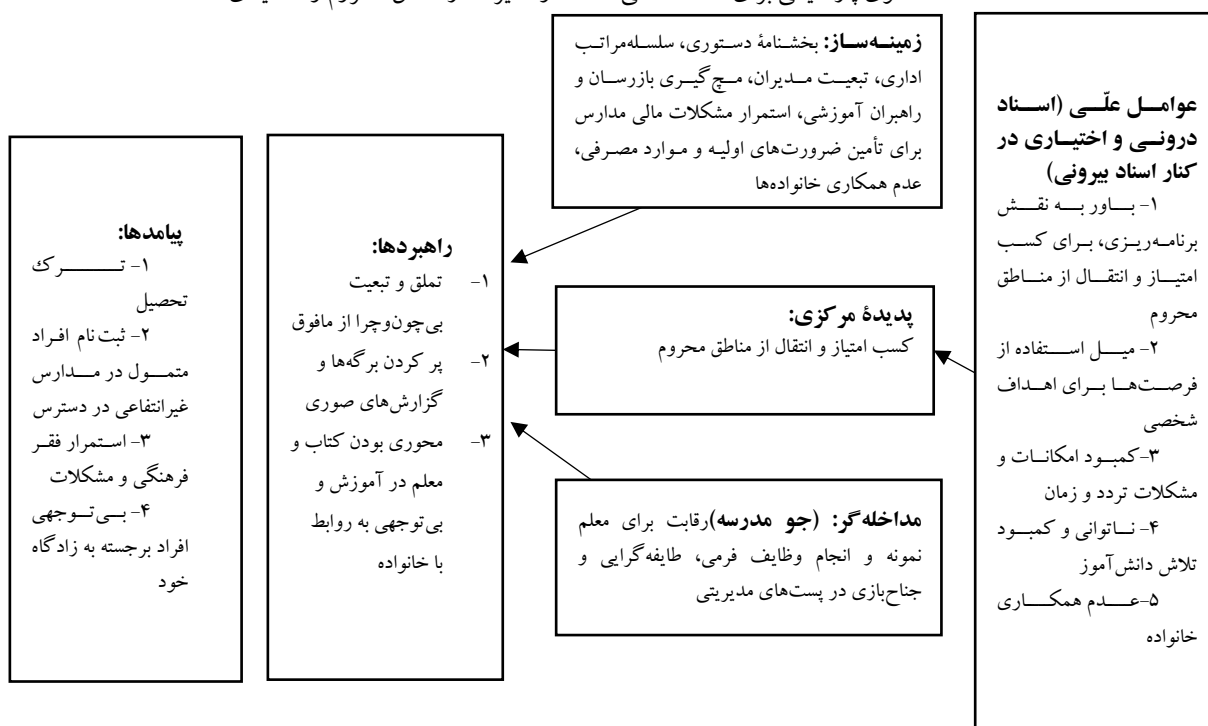 زمینه‌ساز: بخشنامهٔ دستوری، سلسله‌مراتب
اداری، تبعیت مدیران، مچ‌گیری بازرسان و
راهبران آموزشی، استمرار مشکلات مالی مدارس
برای تأمین ضرورت‌های اولیه و موارد مصرفی،
عدم همکاری خانواده‌ها
عوامل علّی (اسناد
درونی و اختیاری در
کنار اسناد بیرونی)
۱- باور به نقش
برنامه‌ریزی، برای کسب
امتیاز و انتقال از مناطق
محروم
۲- میل استفاده از
فرصت‌ها برای اهداف
شخصی
۳-کمبود امکانات و
مشکلات تردد و زمان
۴- ناتوانی و کمبود
تلاش دانش‌آموز
۵-عدم همکاری
خانواده
پدیدهٔ مرکزی:
کسب امتیاز و انتقال از مناطق محروم
مداخله‌گر: (جو مدرسه)رقابت برای معلم
نمونه و انجام وظایف فرمی، طایفه‌گرایی و
جناح‌بازی در پست‌های مدیریتی
راهبردها:
۱- تملق و تبعیت
بی‌چون‌وچرا از مافوق
۲- پر کردن برگه‌ها و
گزارش‌های صوری
۳- محوری بودن کتاب و
معلم در آموزش و
بی‌توجهی به روابط
با خانواده
پیامدها:
۱- ترک
تحصیل
۲- ثبت‌نام افراد
متمول در مدارس
غیرانتفاعی در دسترس
۳- استمرار فقر
فرهنگی و مشکلات
۴- بی‌توجهی
افراد برجسته به زادگاه
خود